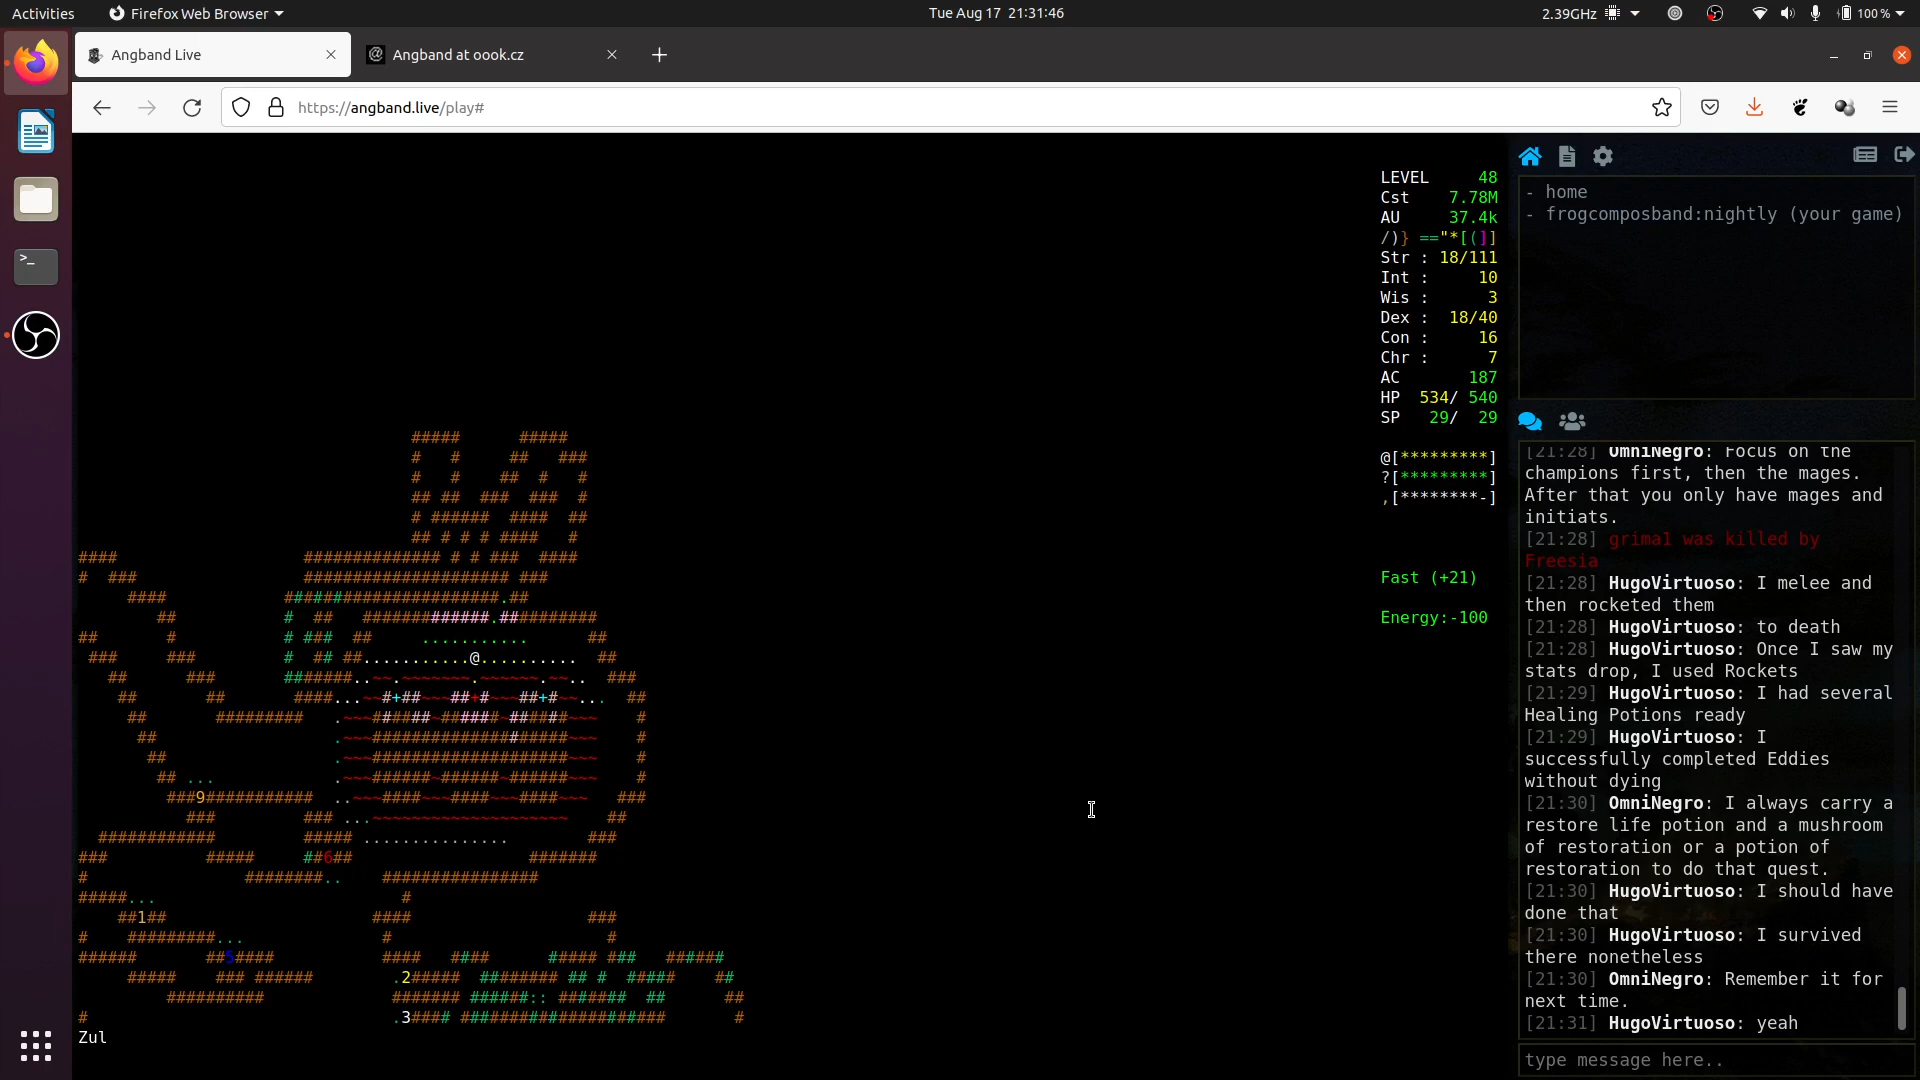 Activities Firefox Web Browser Tue Aug 17 21:31:46 2.39GHz 100 %
Angband Live Angband at oook.cz
https://angband.live/play#
LEVEL 48
Cst 7.78M
AU 37.4k
/)} =="*[(]]
Str : 18/111
Int : 10
Wis : 3
Dex : 18/40
Con : 16
Chr : 7
AC 187
HP 534/ 540
SP 29/ 29
@[*********]
?[*********]
,[********-]
Fast (+21)
Energy:-100
Zul
- home
- frogcomposband:nightly (your game)
[21:28] OmniNegro: Focus on the
champions first, then the mages.
After that you only have mages and
initiats.
[21:28] grima1 was killed by
Freesia
[21:28] HugoVirtuoso: I melee and
then rocketed them
[21:28] HugoVirtuoso: to death
[21:28] HugoVirtuoso: Once I saw my
stats drop, I used Rockets
[21:29] HugoVirtuoso: I had several
Healing Potions ready
[21:29] HugoVirtuoso: I
successfully completed Eddies
without dying
[21:30] OmniNegro: I always carry a
restore life potion and a mushroom
of restoration or a potion of
restoration to do that quest.
[21:30] HugoVirtuoso: I should have
done that
[21:30] HugoVirtuoso: I survived
there nonetheless
[21:30] OmniNegro: Remember it for
next time.
[21:31] HugoVirtuoso: yeah
type message here..